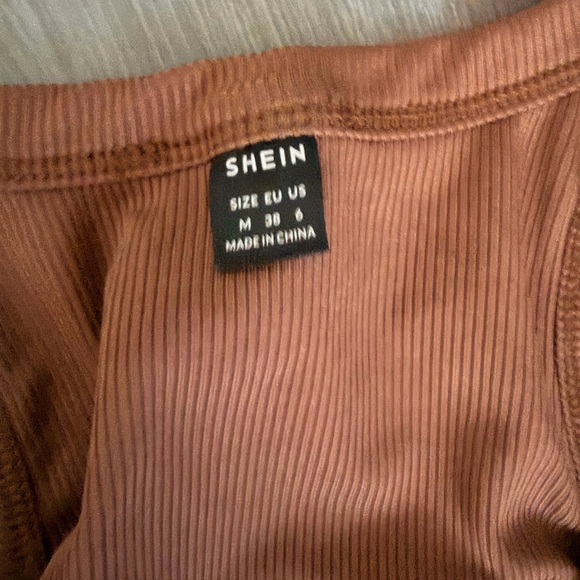 SHEIN
SIZE EU US
M 38 6
MADE IN CHINA